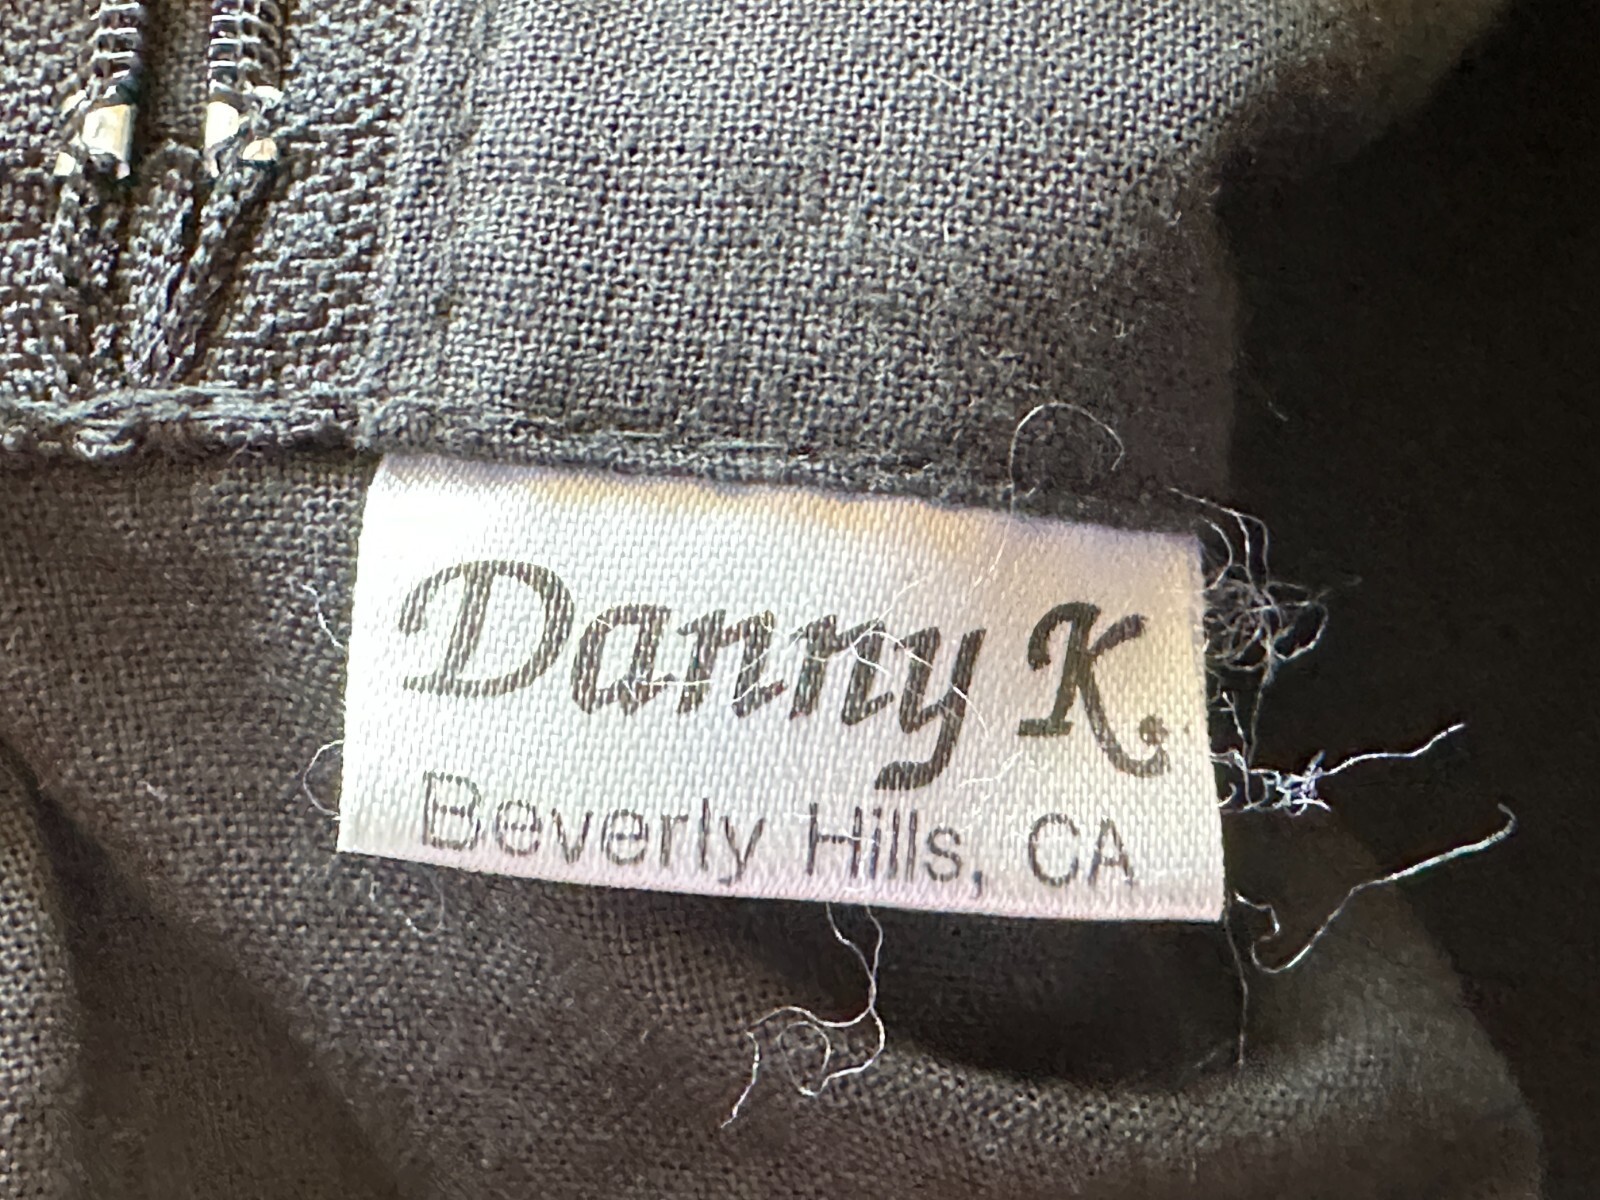 Danny K.
Beverly Hills, CA